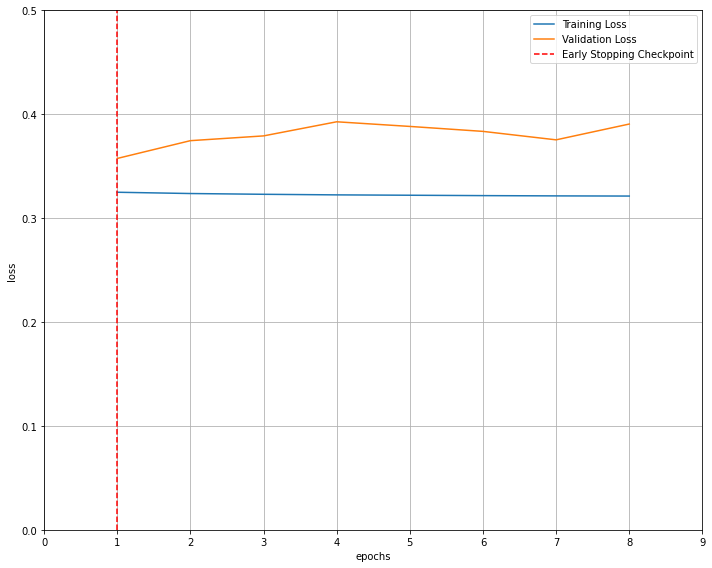 0.5
0.4
0.3
0.2
0.1
0.0
loss
Training Loss
Validation Loss
Early Stopping Checkpoint
0 1 2 3 4 5 6 7 8 9
epochs